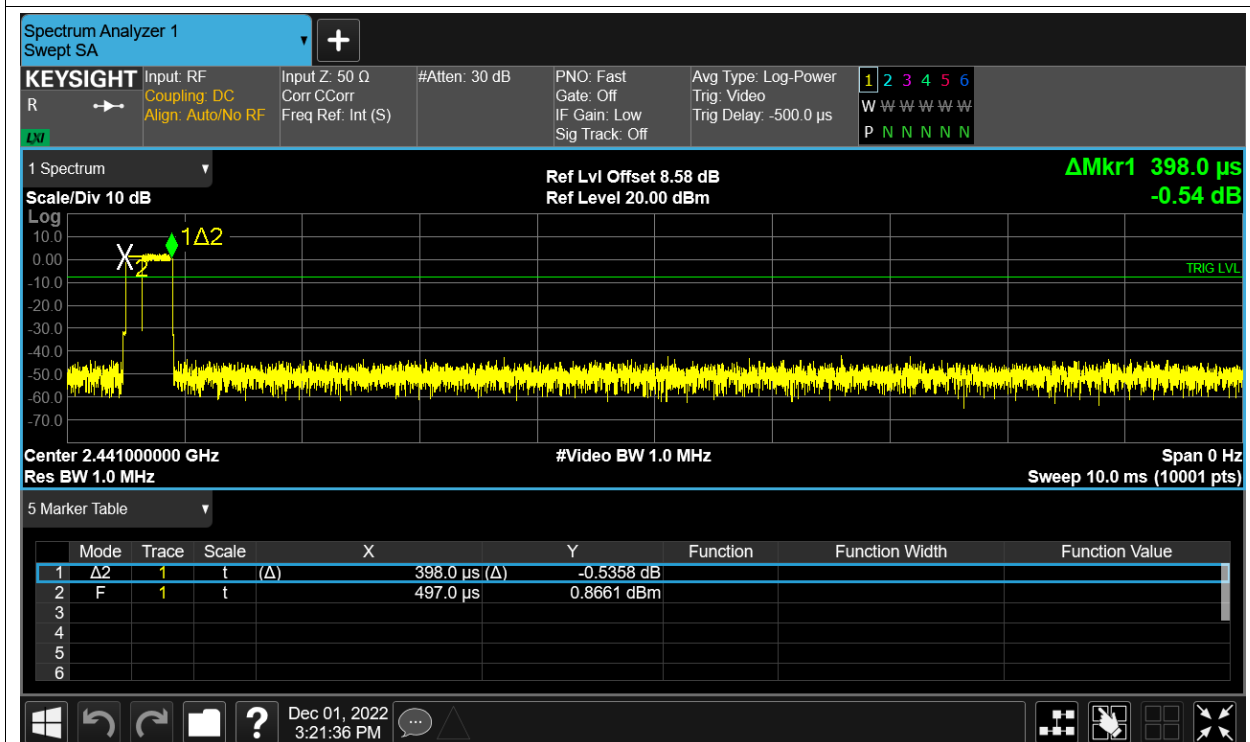 Spectrum Analyzer 1
Swept SA
+
KEYSIGHT Input: RF Input Z: 50 Ω #Atten: 30 dB PNO: Fast Avg Type: Log-Power 1 2 3 4 5 6
R Coupling: DC Corr CCorr Gate: Off Trig: Video
Align: Auto/No RF Freq Ref: Int (S) IF Gain: Low Trig Delay: -500.0 µs W W W W W W
LXI Sig Track: Off P N N N N N
1 Spectrum Ref Lvl Offset 8.58 dB ΔMkr1 398.0 µs
Scale/Div 10 dB Ref Level 20.00 dBm -0.54 dB
Log
10.0
1Δ2
0.00
X
2
TRIG LVL
-10.0
-20.0
-30.0
-40.0
-50.0
-60.0
-70.0
Center 2.441000000 GHz #Video BW 1.0 MHz Span 0 Hz
Res BW 1.0 MHz Sweep 10.0 ms (10001 pts)
5 Marker Table
Mode Trace Scale X Y Function Function Width Function Value
1 Δ2 1 t (Δ) 398.0 µs (Δ) -0.5358 dB
2 F 1 t 497.0 µs 0.8661 dBm
3
4
5
6
? Dec 01, 2022
3:21:36 PM